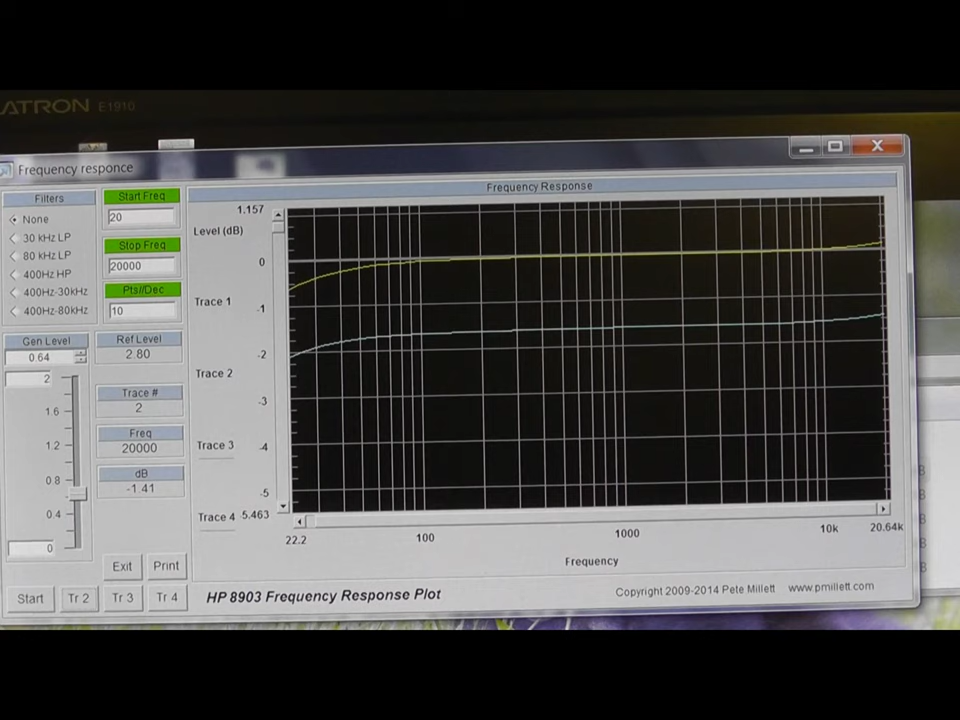 ATRON E1910
Frequency responce
Filters
None
30 kHz LP
80 kHz LP
400Hz HP
400Hz-30kHz
400Hz-80kHz
Start Freq
20
Stop Freq
20000
Pts//Dec
10
Gen Level
0.64
2
1.6
1.2
0.8
0.4
0
Ref Level
2.80
Trace #
2
Freq
20000
dB
-1.41
Exit
Print
Start
Tr 2
Tr 3
Tr 4
Frequency Response
1.157
Level (dB)
0
Trace 1
-1
-2
Trace 2
-3
Trace 3
-4
-5
Trace 4
-5.463
22.2
100
1000
10k
20.64k
Frequency
HP 8903 Frequency Response Plot
Copyright 2009-2014 Pete Millett www.pmillett.com
B
B
B
B
B